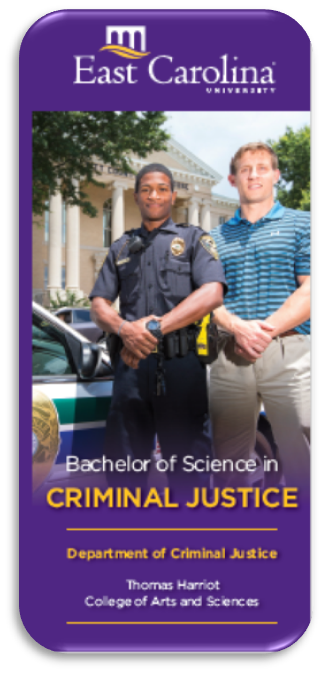 East Carolina
UNIVERSITY
Bachelor of Science in
CRIMINAL JUSTICE
Department of Criminal Justice
Thomas Harriot
College of Arts and Sciences